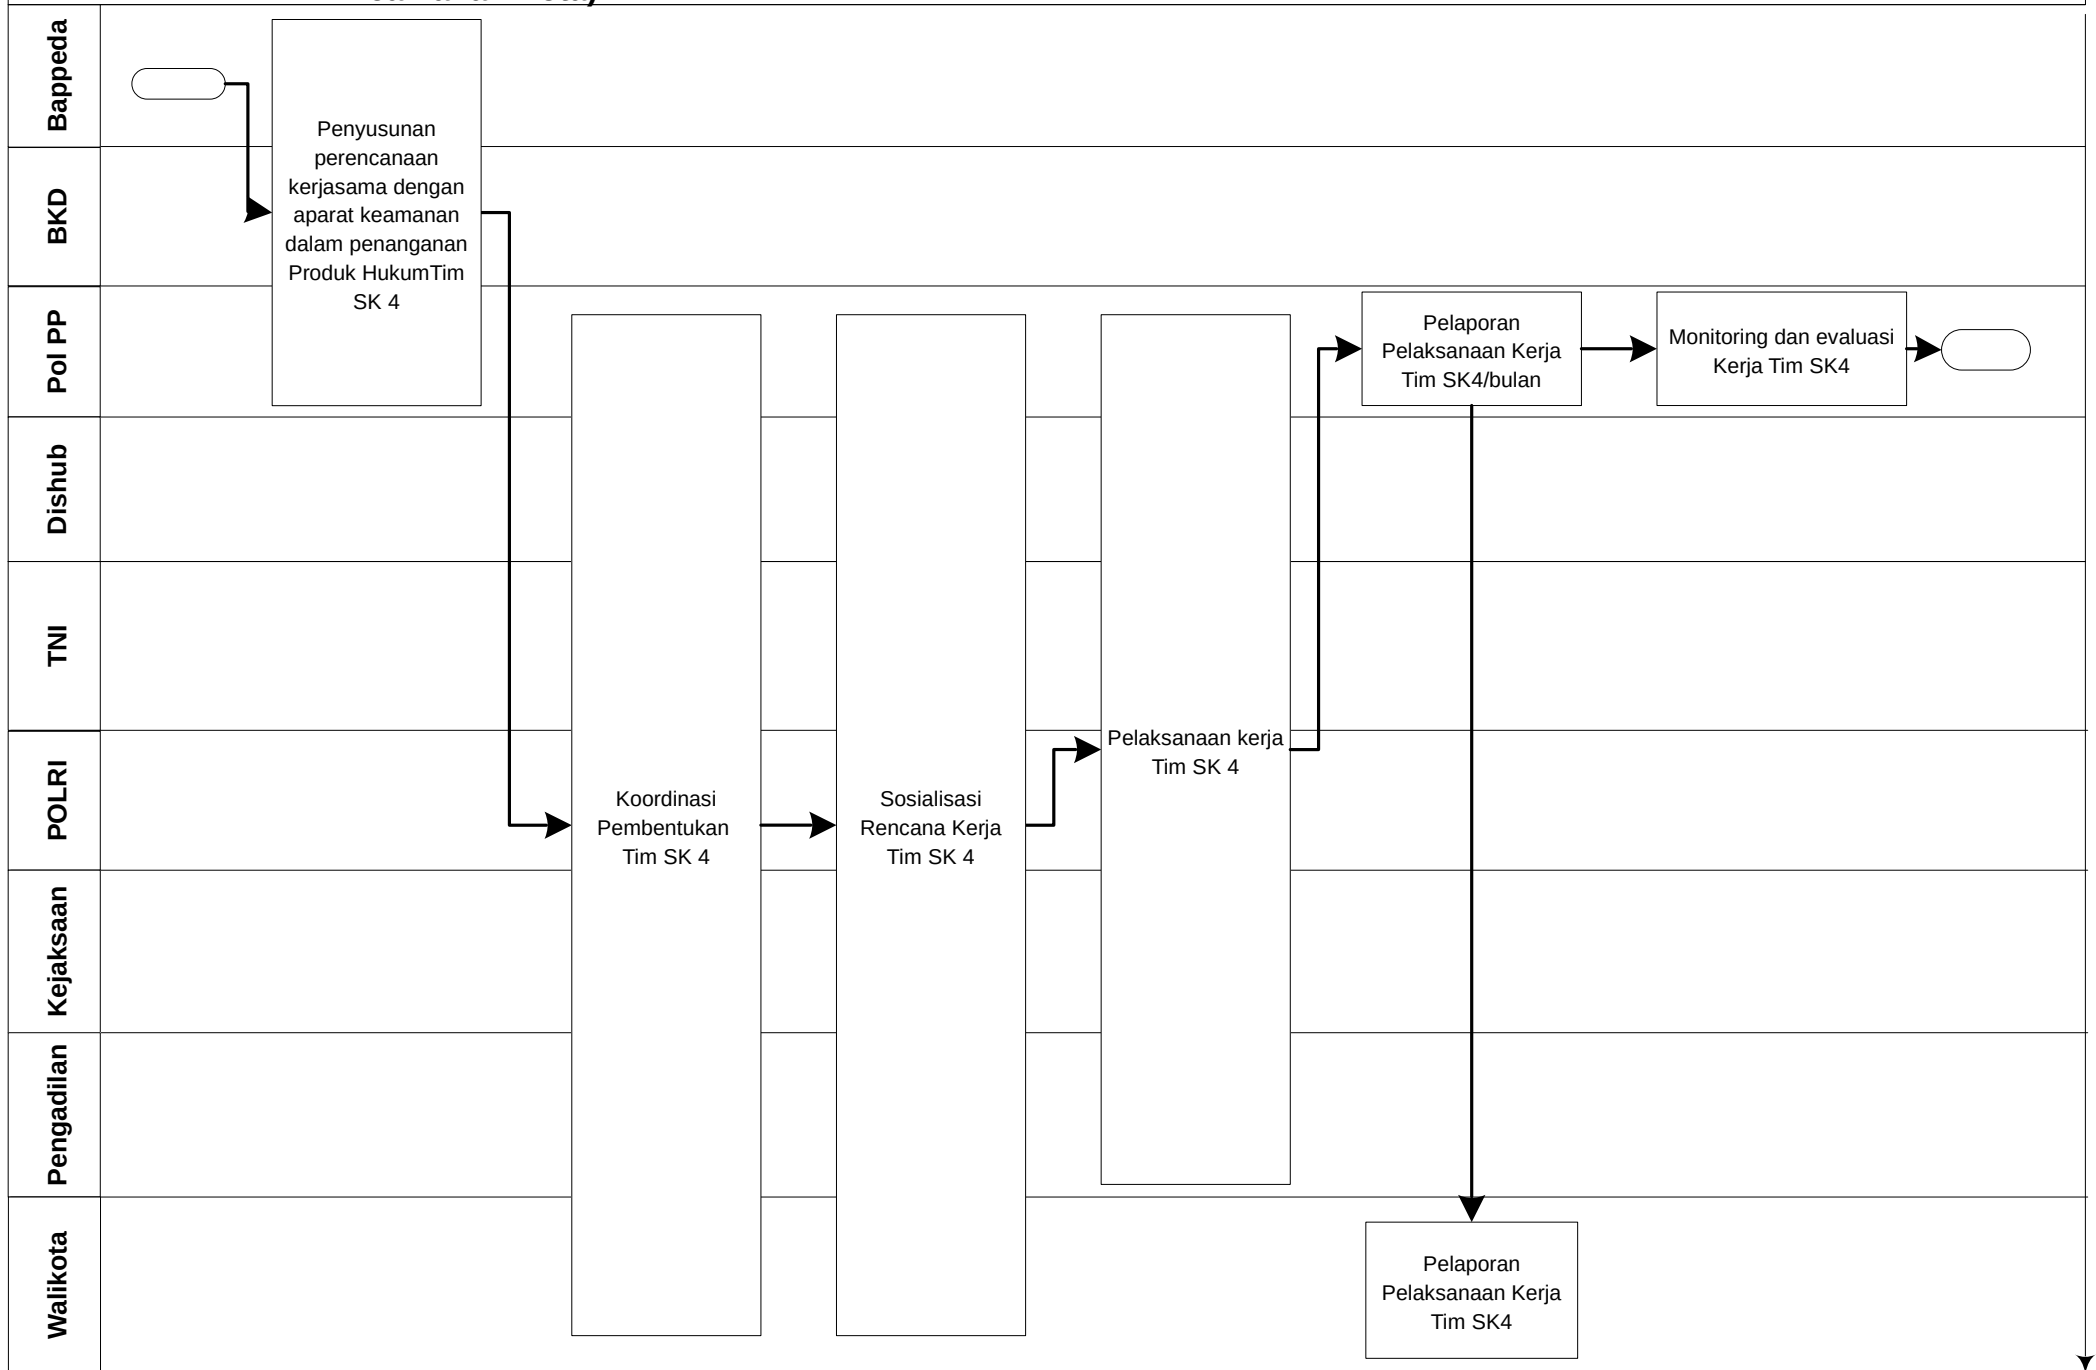 Bappeda
BKD
Pol PP
Dishub
TNI
POLRI
Kejaksaan
Pengadilan
Walikota
Penyusunan
perencanaan
kerjasama dengan
aparat keamanan
dalam penanganan
Produk HukumTim
SK 4
Koordinasi
Pembentukan
Tim SK 4
Sosialisasi
Rencana Kerja
Tim SK 4
Pelaksanaan kerja
Tim SK 4
Pelaporan
Pelaksanaan Kerja
Tim SK4/bulan
Monitoring dan evaluasi
Kerja Tim SK4
Pelaporan
Pelaksanaan Kerja
Tim SK4